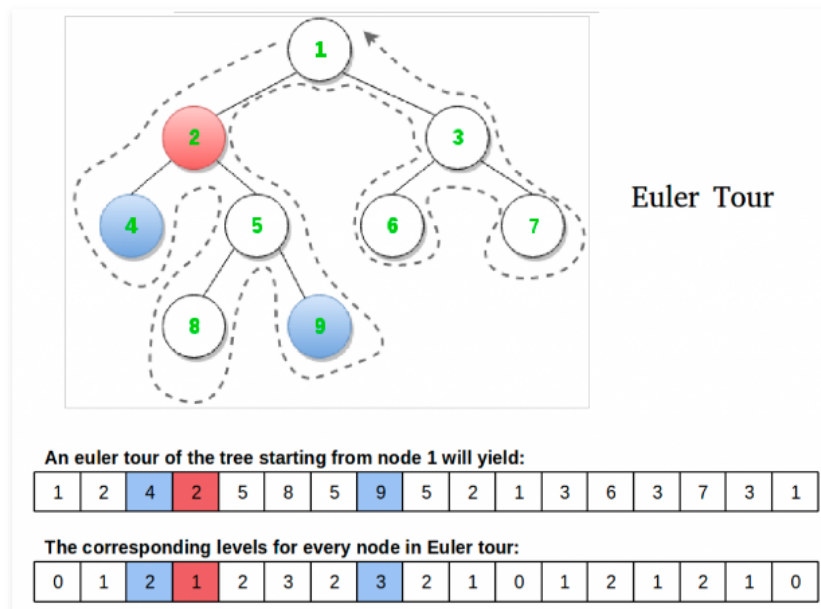 1
2
3
Euler Tour
4
5
6
7
8
9
An euler tour of the tree starting from node 1 will yield:
1 2 4 2 5 8 5 9 5 2 1 3 6 3 7 3 1
The corresponding levels for every node in Euler tour:
0 1 2 1 2 3 2 3 2 1 0 1 2 1 2 1 0